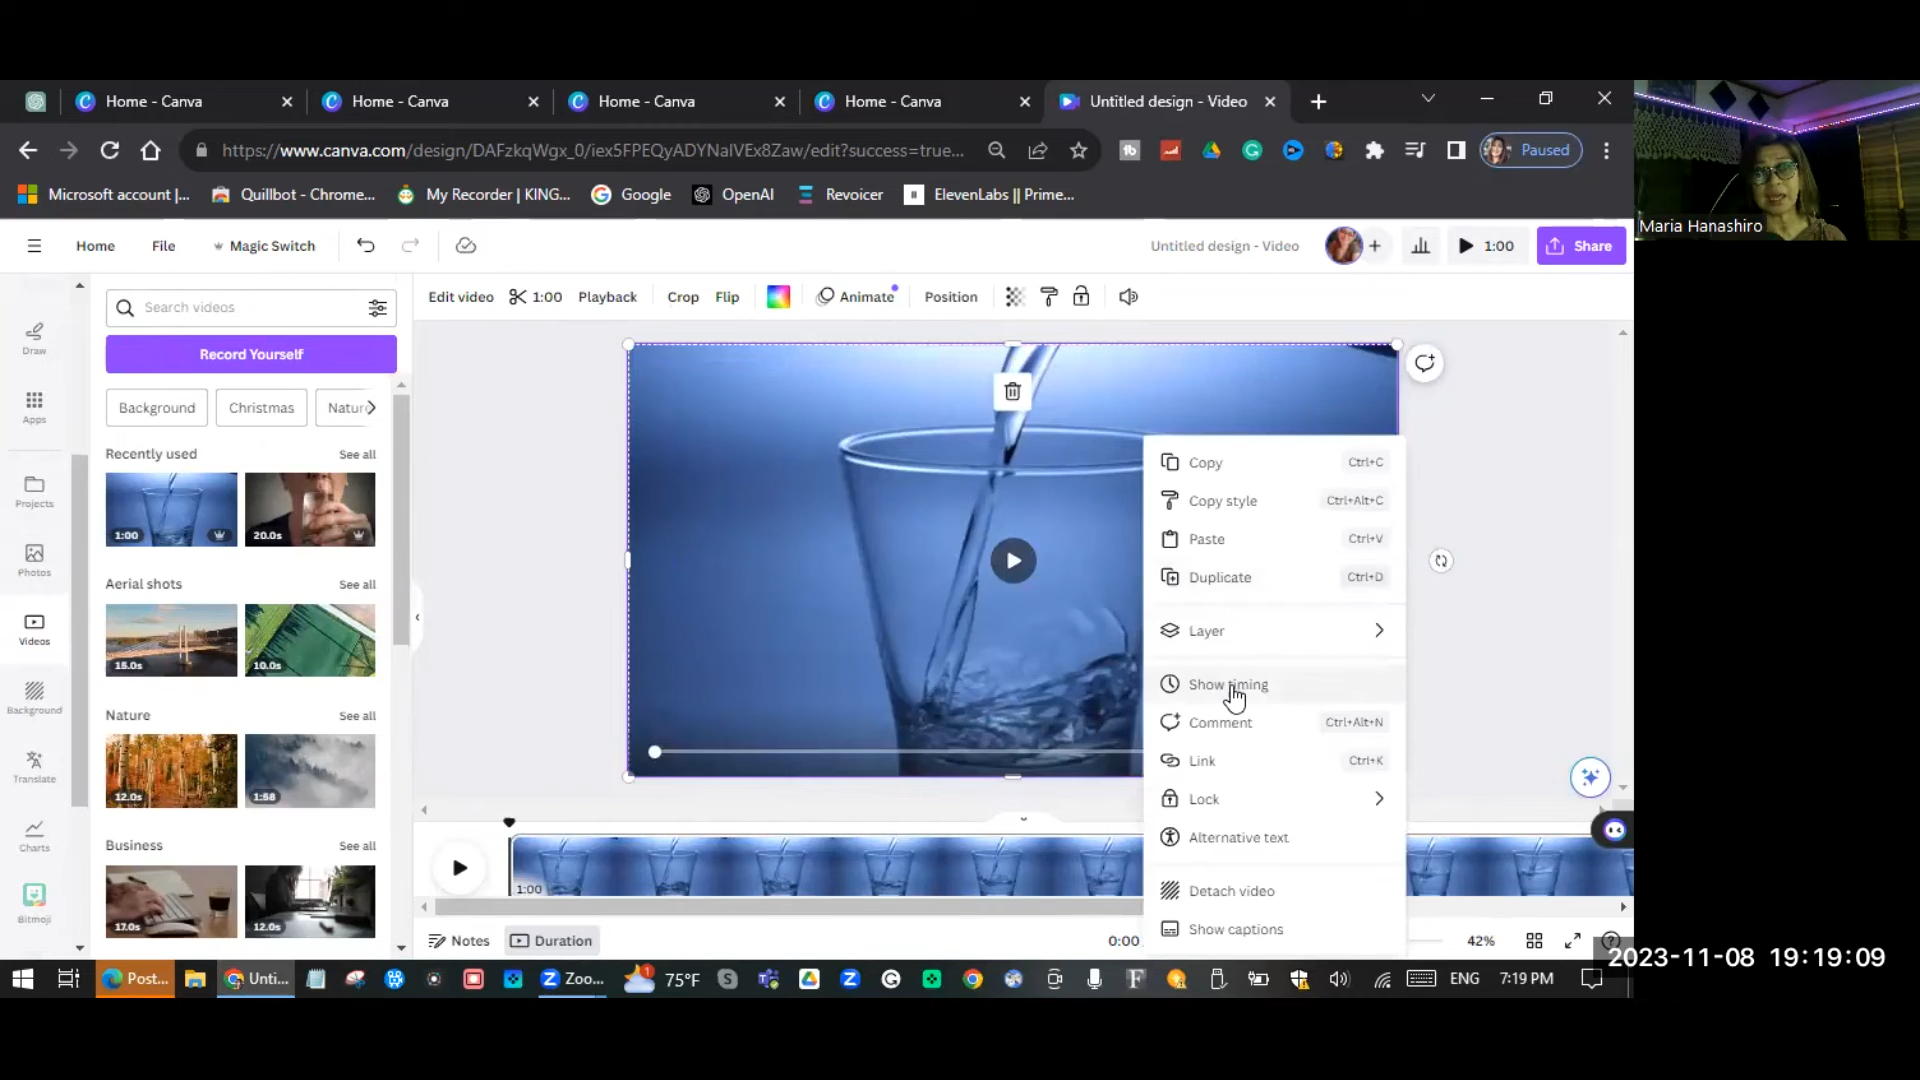 Home - Canva
Home - Canva
Home - Canva
Home - Canva
Untitled design - Video
https://www.canva.com/design/DAFzkqWgx_0/iex5FPEQyADYNaIVEx8Zaw/edit?success=true...
Paused
Microsoft account |...
Quillbot - Chrome...
My Recorder | KING...
Google
OpenAI
Revoicer
ElevenLabs || Prime...
Maria Hanashiro
Home
File
Magic Switch
Untitled design - Video
1:00
Share
Search videos
Record Yourself
Background
Christmas
Natur
Edit video
1:00
Playback
Crop
Flip
Animate
Position
Draw
Apps
Projects
Photos
Videos
Background
Translate
Charts
Bitmoji
Recently used
See all
1:00
20.0s
Aerial shots
See all
15.0s
10.0s
Nature
See all
12.0s
1:58
Business
See all
17.0s
12.0s
Copy
Ctrl+C
Copy style
Ctrl+Alt+C
Paste
Ctrl+V
Duplicate
Ctrl+D
Layer
Show timing
Comment
Ctrl+Alt+N
Link
Ctrl+K
Lock
Alternative text
Detach video
Show captions
1:00
Notes
Duration
0:00
42%
2023-11-08 19:19:09
Post...
Unti...
Zoo...
1
75°F
ENG
7:19 PM